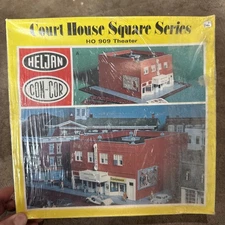 Court House Square Series
HO 909 Theater
HELJAN
CON-COR